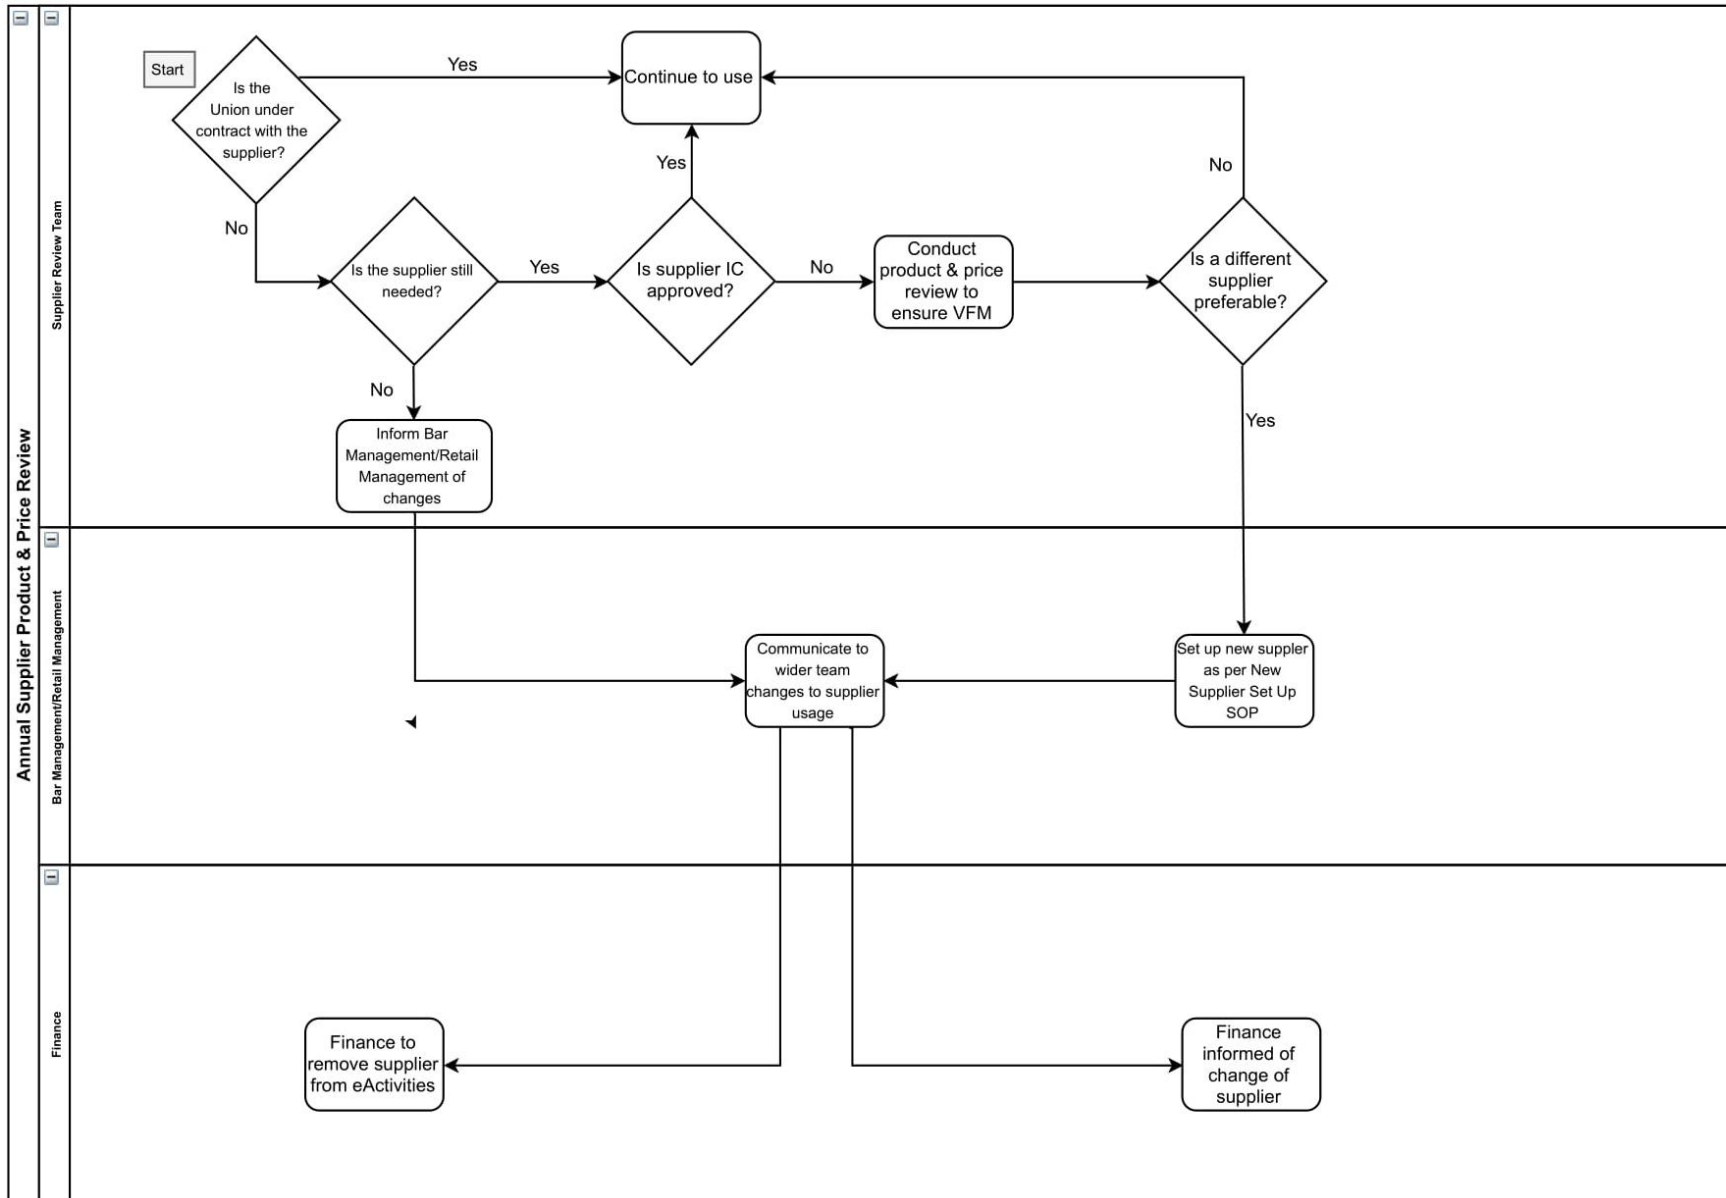 Annual Supplier Product & Price Review
Supplier Review Team
Start
Is the
Union under
contract with the
supplier?
Yes
Continue to use
No
Is the supplier still
needed?
Yes
Is supplier IC
approved?
Yes
No
Conduct
product & price
review to
ensure VFM
Is a different
supplier
preferable?
No
Yes
No
Inform Bar
Management/Retail
Management of
changes
Bar Management/Retail Management
Communicate to
wider team
changes to supplier
usage
Set up new suppler
as per New
Supplier Set Up
SOP
Finance
Finance to
remove supplier
from eActivities
Finance
informed of
change of
supplier